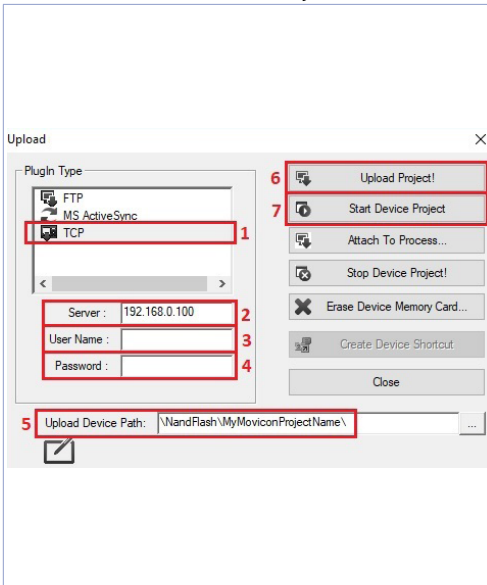 Upload
PlugIn Type
FTP
MS ActiveSync
TCP
1
Server :
192.168.0.100
2
User Name :
3
Password :
4
5
Upload Device Path:
\NandFlash\MyMoviconProjectName\
...
6
Upload Project!
7
Start Device Project
Attach To Process...
Stop Device Project!
Erase Device Memory Card...
Create Device Shortcut
Close